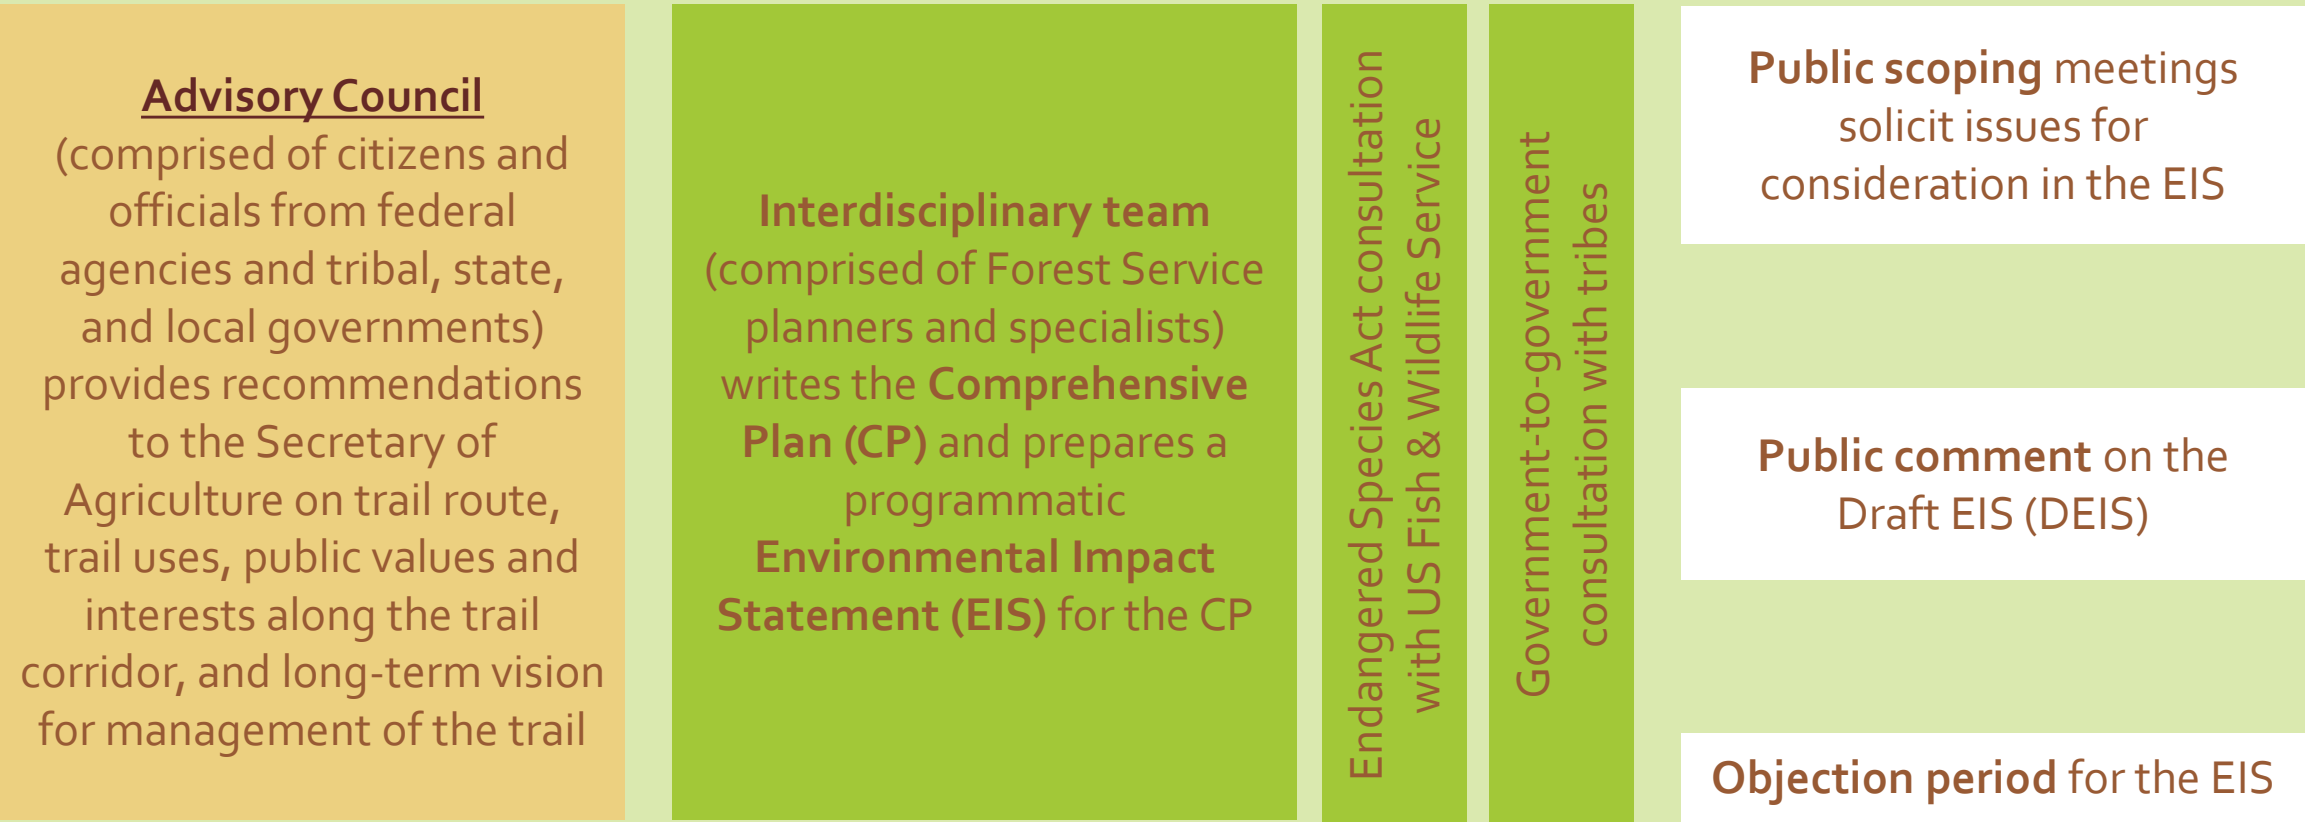 Advisory Council
(comprised of citizens and
officials from federal
agencies and tribal, state,
and local governments)
provides recommendations
to the Secretary of
Agriculture on trail route,
trail uses, public values and
interests along the trail
corridor, and long-term vision
for management of the trail
Interdisciplinary team
(comprised of Forest Service
planners and specialists)
writes the Comprehensive
Plan (CP) and prepares a
programmatic
Environmental Impact
Statement (EIS) for the CP
Endangered Species Act consultation
with US Fish & Wildlife Service
Government-to-government
consultation with tribes
Public scoping meetings
solicit issues for
consideration in the EIS
Public comment on the
Draft EIS (DEIS)
Objection period for the EIS